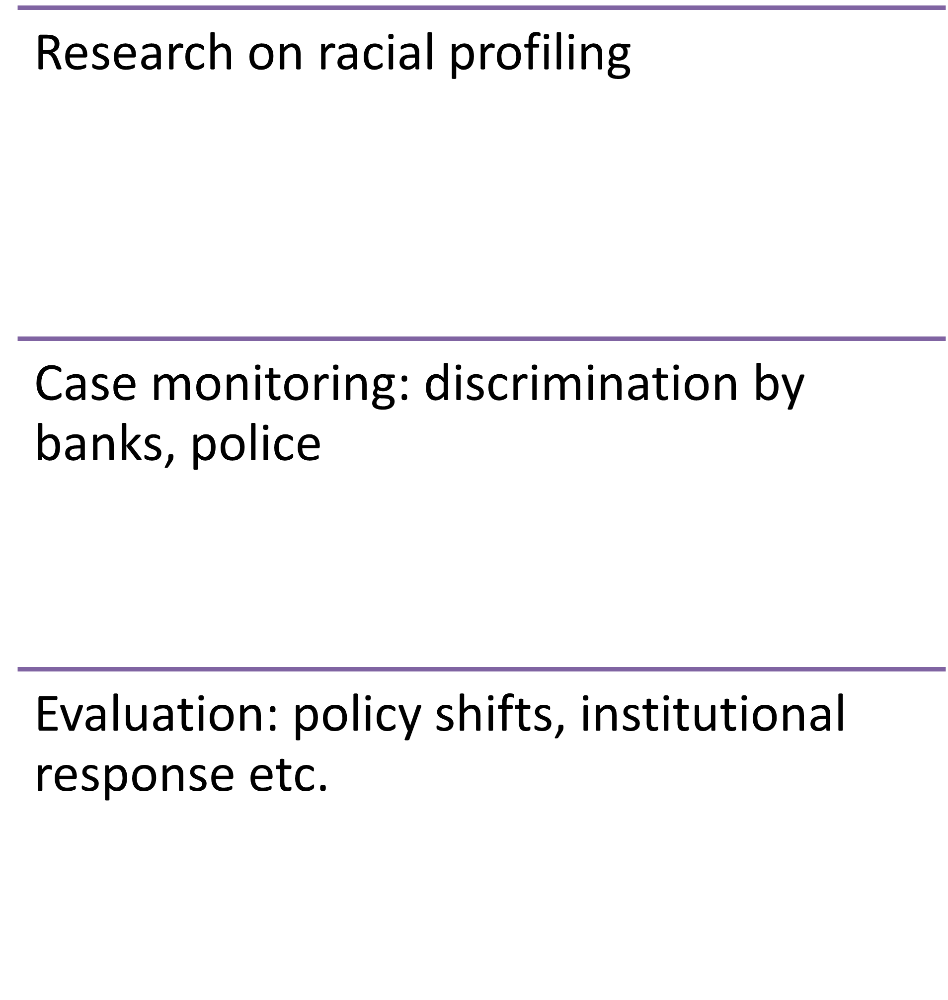 Research on racial profiling
Case monitoring: discrimination by
banks, police
Evaluation: policy shifts, institutional
response etc.